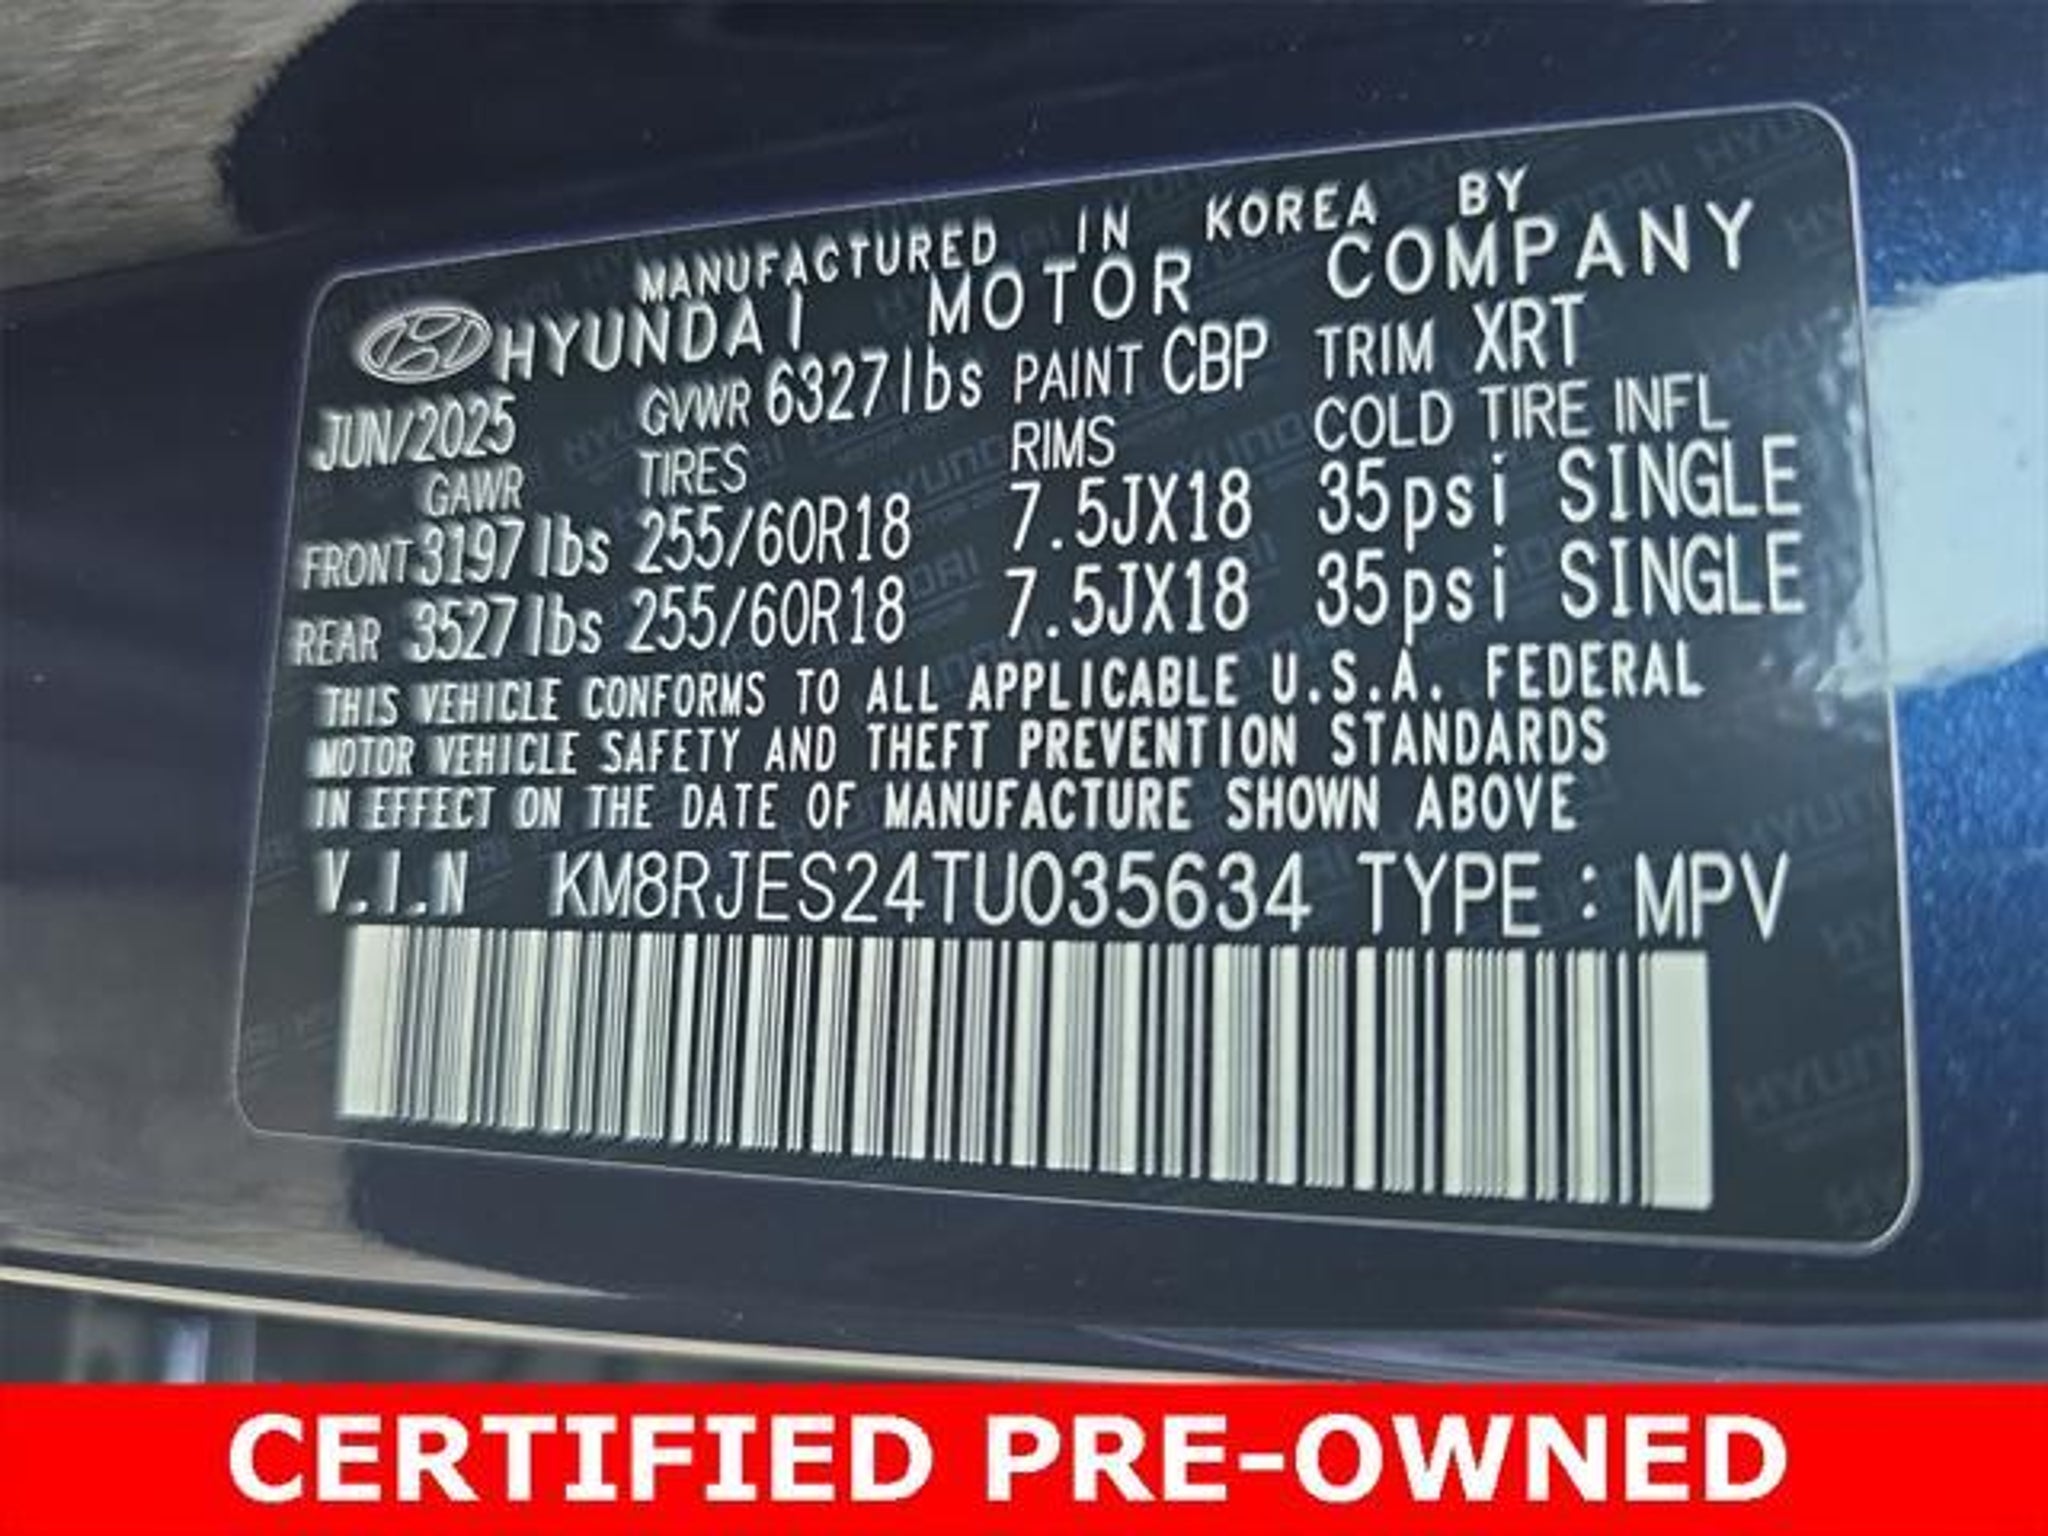 MANUFACTURED IN KOREA BY
HYUNDAI MOTOR COMPANY
JUN/2025 GVWR 6327lbs PAINT CBP TRIM XRT
GAWR TIRES RIMS COLD TIRE INFL
FRONT 3197lbs 255/60R18 7.5JX18 35psi SINGLE
REAR 3527lbs 255/60R18 7.5JX18 35psi SINGLE
THIS VEHICLE CONFORMS TO ALL APPLICABLE U.S.A. FEDERAL
MOTOR VEHICLE SAFETY AND THEFT PREVENTION STANDARDS
IN EFFECT ON THE DATE OF MANUFACTURE SHOWN ABOVE
V.I.N KM8RJES24TU035634 TYPE : MPV
CERTIFIED PRE-OWNED